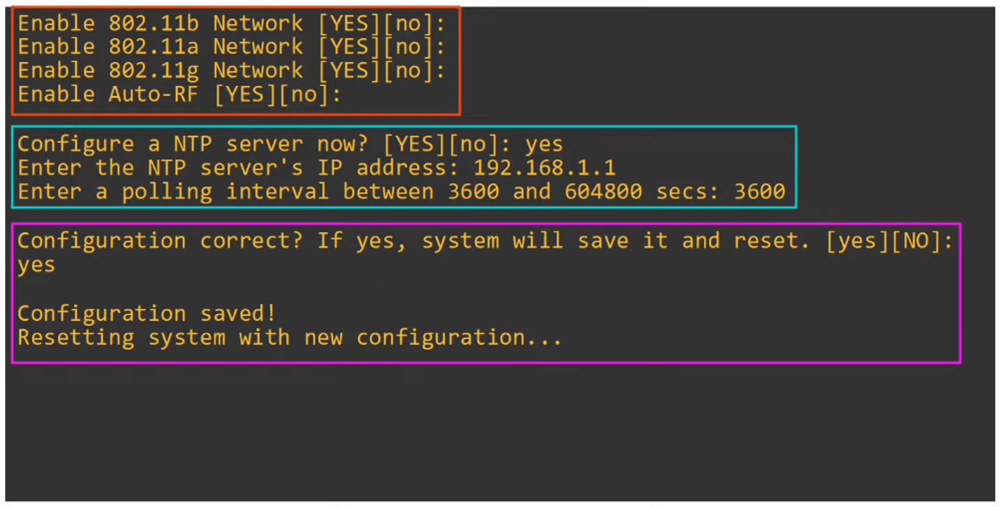 Enable 802.11b Network [YES][no]:
Enable 802.11a Network [YES][no]:
Enable 802.11g Network [YES][no]:
Enable Auto-RF [YES][no]:
Configure a NTP server now? [YES][no]: yes
Enter the NTP server's IP address: 192.168.1.1
Enter a polling interval between 3600 and 604800 secs: 3600
Configuration correct? If yes, system will save it and reset. [yes][NO]:
yes
Configuration saved!
Resetting system with new configuration...